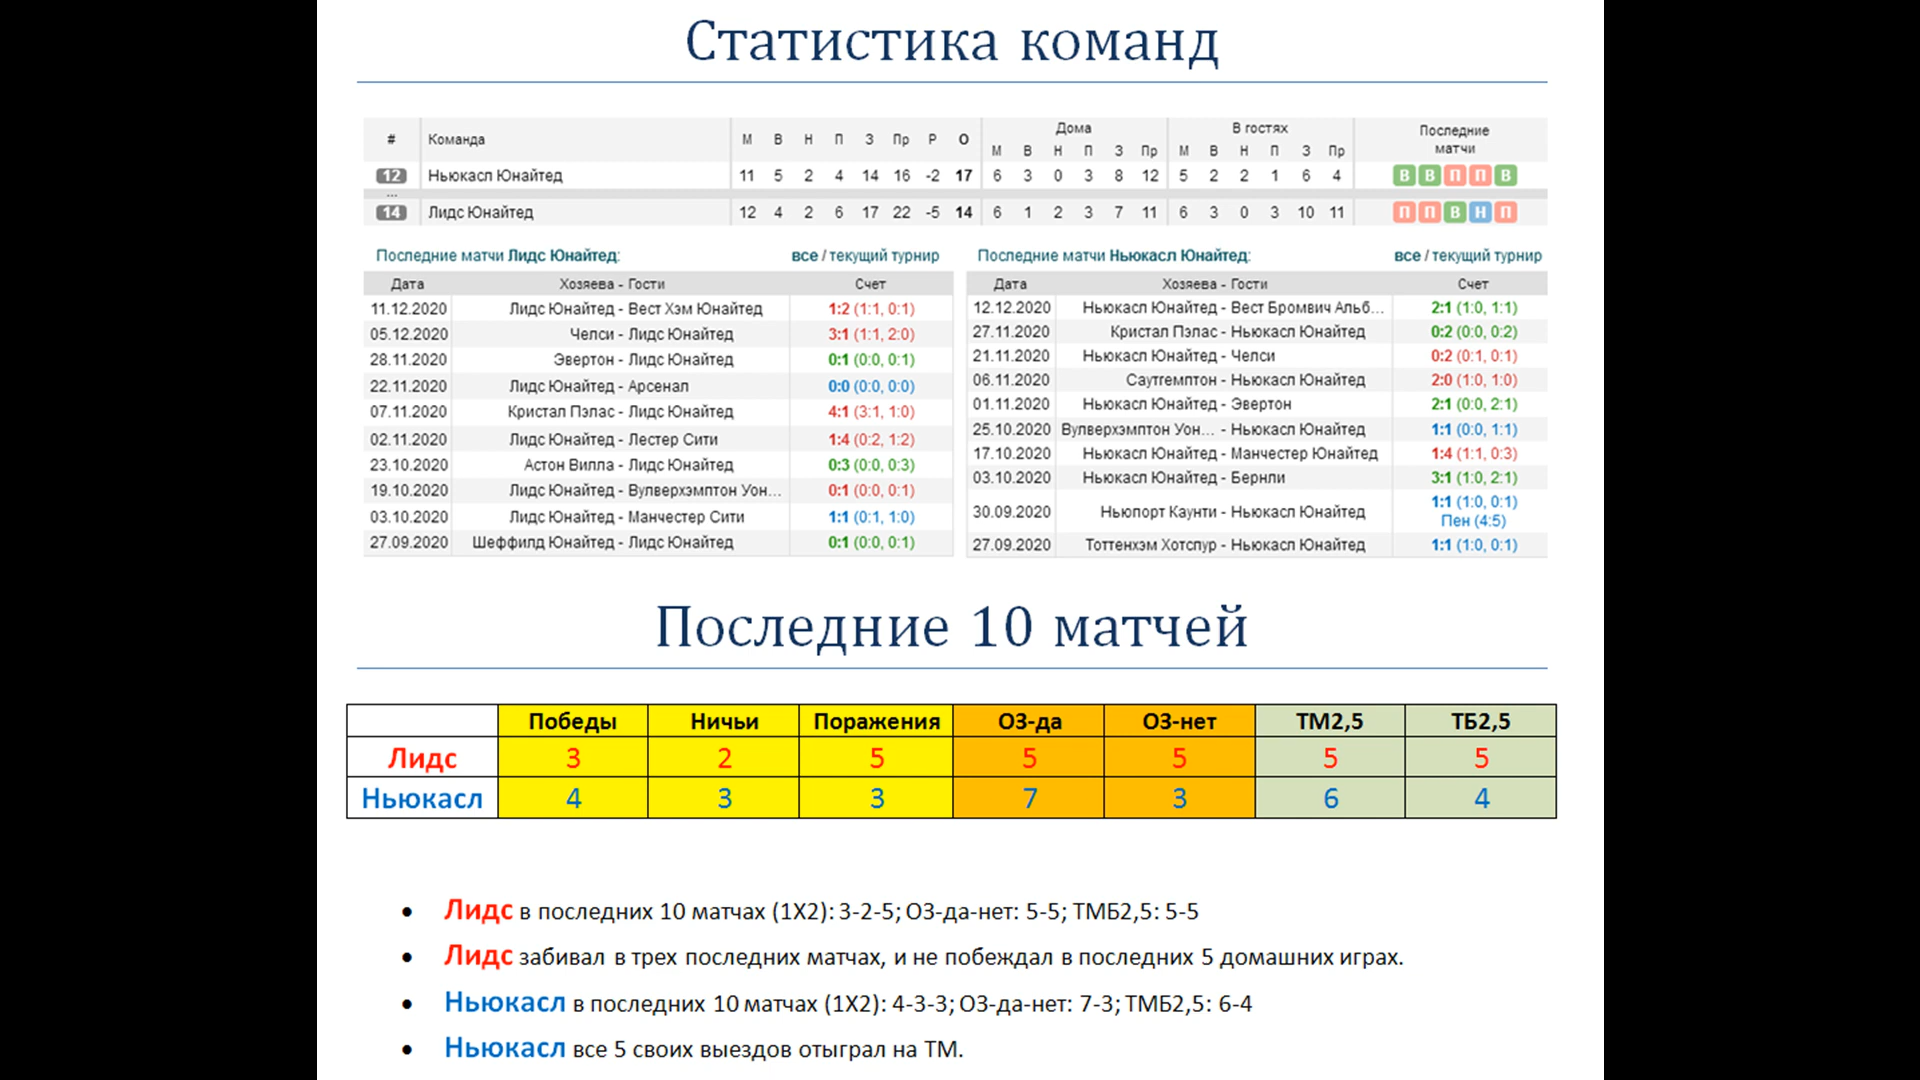 Статистика команд
# Команда М В Н П З Пр Р О Дома М В Н П З Пр В гостях М В Н П З Пр Последние матчи
12 Ньюкасл Юнайтед 11 5 2 4 14 16 -2 17 6 3 0 3 8 12 5 2 2 1 6 4 В В П П В
...
14 Лидс Юнайтед 12 4 2 6 17 22 -5 14 6 1 2 3 7 11 6 3 0 3 10 11 П П В Н П
Последние матчи Лидс Юнайтед: все / текущий турнир
Дата Хозяева - Гости Счет
11.12.2020 Лидс Юнайтед - Вест Хэм Юнайтед 1:2 (1:1, 0:1)
05.12.2020 Челси - Лидс Юнайтед 3:1 (1:1, 2:0)
28.11.2020 Эвертон - Лидс Юнайтед 0:1 (0:0, 0:1)
22.11.2020 Лидс Юнайтед - Арсенал 0:0 (0:0, 0:0)
07.11.2020 Кристал Пэлас - Лидс Юнайтед 4:1 (3:1, 1:0)
02.11.2020 Лидс Юнайтед - Лестер Сити 1:4 (0:2, 1:2)
23.10.2020 Астон Вилла - Лидс Юнайтед 0:3 (0:0, 0:3)
19.10.2020 Лидс Юнайтед - Вулверхэмптон Уон... 0:1 (0:0, 0:1)
03.10.2020 Лидс Юнайтед - Манчестер Сити 1:1 (0:1, 1:0)
27.09.2020 Шеффилд Юнайтед - Лидс Юнайтед 0:1 (0:0, 0:1)
Последние матчи Ньюкасл Юнайтед: все / текущий турнир
Дата Хозяева - Гости Счет
12.12.2020 Ньюкасл Юнайтед - Вест Бромвич Альб... 2:1 (1:0, 1:1)
27.11.2020 Кристал Пэлас - Ньюкасл Юнайтед 0:2 (0:0, 0:2)
21.11.2020 Ньюкасл Юнайтед - Челси 0:2 (0:1, 0:1)
06.11.2020 Саутгемптон - Ньюкасл Юнайтед 2:0 (1:0, 1:0)
01.11.2020 Ньюкасл Юнайтед - Эвертон 2:1 (0:0, 2:1)
25.10.2020 Вулверхэмптон Уон... - Ньюкасл Юнайтед 1:1 (0:0, 1:1)
17.10.2020 Ньюкасл Юнайтед - Манчестер Юнайтед 1:4 (1:1, 0:3)
03.10.2020 Ньюкасл Юнайтед - Бернли 3:1 (1:0, 2:1)
30.09.2020 Ньюпорт Каунти - Ньюкасл Юнайтед 1:1 (1:0, 0:1)
Пен (4:5)
27.09.2020 Тоттенхэм Хотспур - Ньюкасл Юнайтед 1:1 (1:0, 0:1)
Последние 10 матчей
Победы Ничьи Поражения ОЗ-да ОЗ-нет ТМ2,5 ТБ2,5
Лидс 3 2 5 5 5 5 5
Ньюкасл 4 3 3 7 3 6 4
• Лидс в последних 10 матчах (1Х2): 3-2-5; ОЗ-да-нет: 5-5; ТМБ2,5: 5-5
• Лидс забивал в трех последних матчах, и не побеждал в последних 5 домашних играх.
• Ньюкасл в последних 10 матчах (1Х2): 4-3-3; ОЗ-да-нет: 7-3; ТМБ2,5: 6-4
• Ньюкасл все 5 своих выездов отыграл на ТМ.